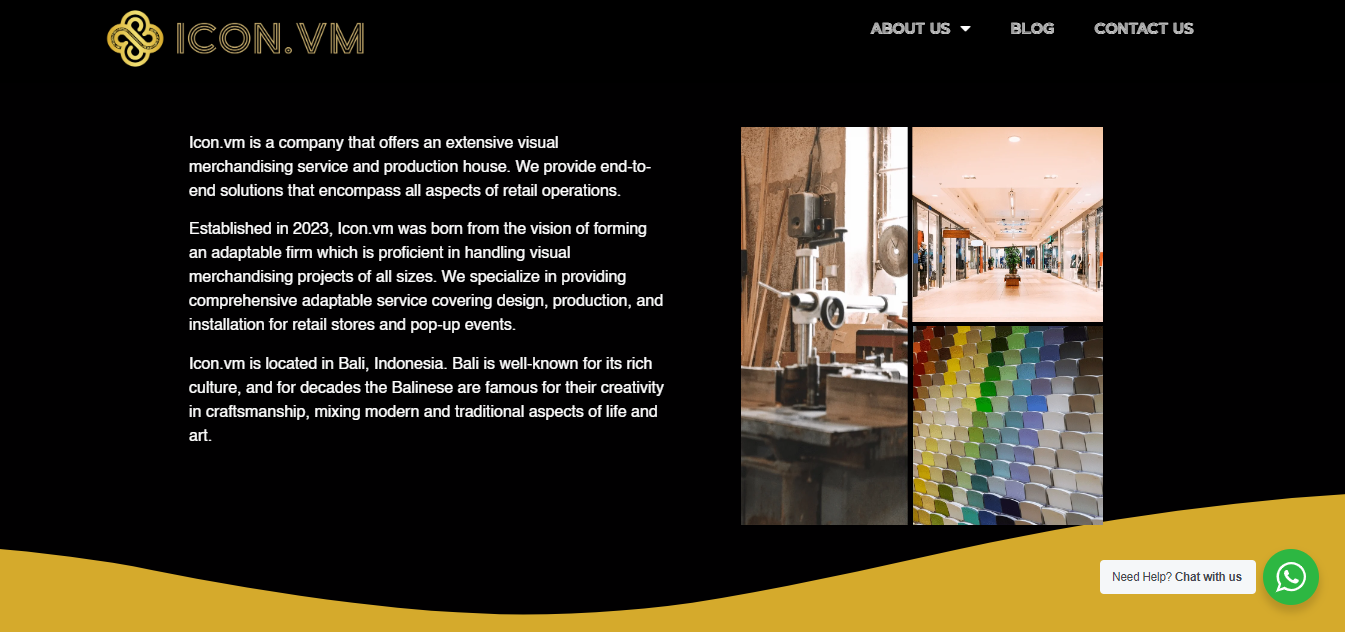 ICON.VM
ABOUT US
BLOG
CONTACT US
Icon.vm is a company that offers an extensive visual
merchandising service and production house. We provide end-to-
end solutions that encompass all aspects of retail operations.
Established in 2023, Icon.vm was born from the vision of forming
an adaptable firm which is proficient in handling visual
merchandising projects of all sizes. We specialize in providing
comprehensive adaptable service covering design, production, and
installation for retail stores and pop-up events.
Icon.vm is located in Bali, Indonesia. Bali is well-known for its rich
culture, and for decades the Balinese are famous for their creativity
in craftsmanship, mixing modern and traditional aspects of life and
art.
Need Help? Chat with us